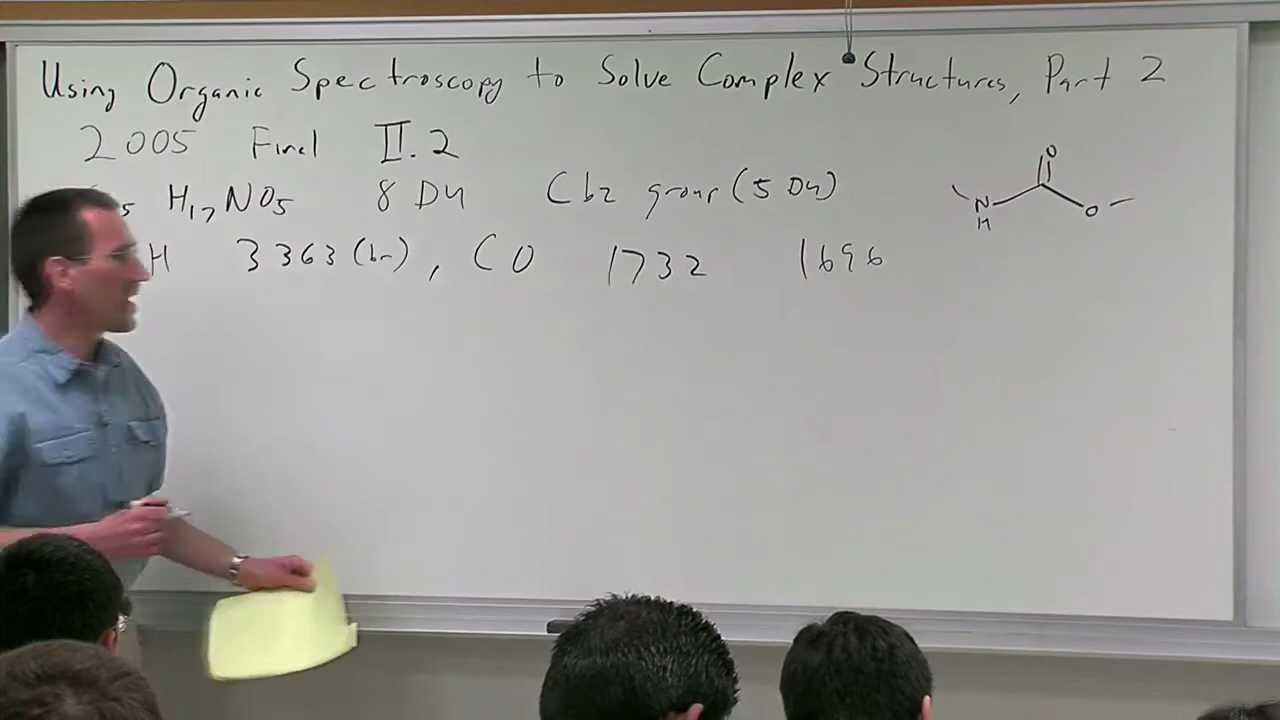 Using Organic Spectroscopy to Solve Complex Structures, Part 2
2005 Final II.2
5 H17NO5 8 DU Cbz group (5 DU)
H 3363 (br), CO 1732 1696
O
N
H
O